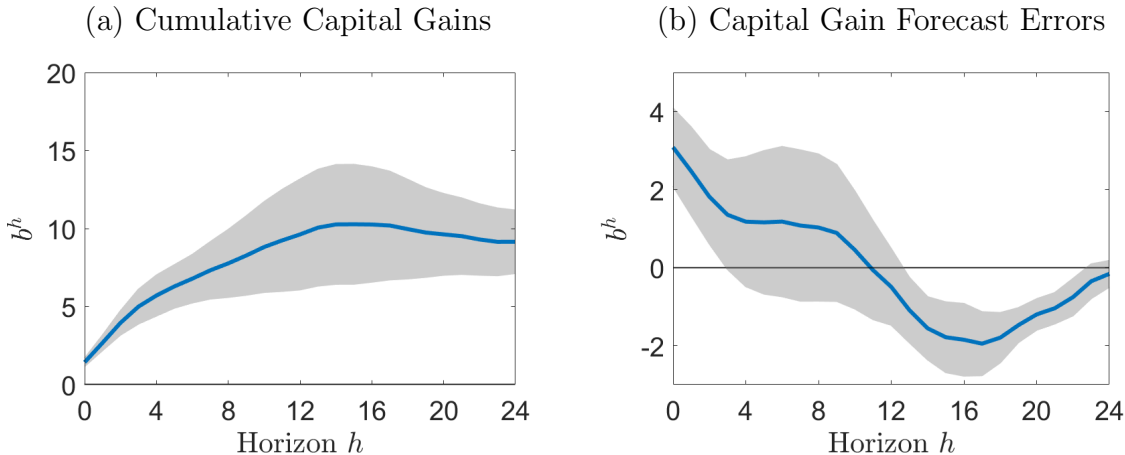 (a) Cumulative Capital Gains
20
15
10
5
0
b^h
0 4 8 12 16 20 24
Horizon h
(b) Capital Gain Forecast Errors
4
2
0
-2
b^h
0 4 8 12 16 20 24
Horizon h